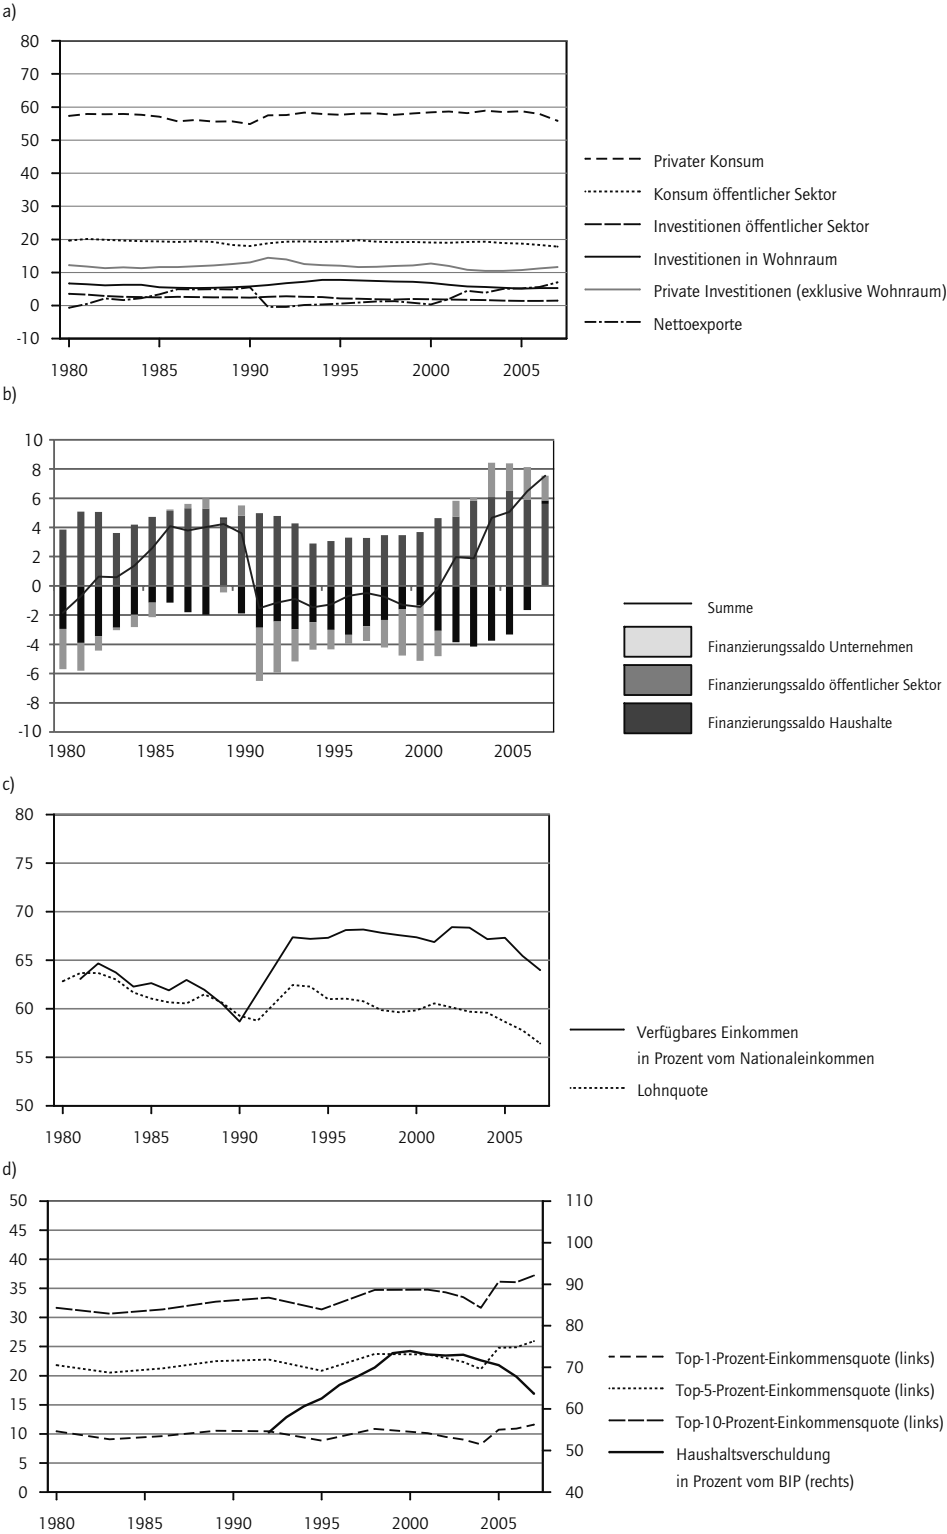 a)
80
70
60
50
40
30
20
10
0
-10
1980 1985 1990 1995 2000 2005
Privater Konsum
Konsum öffentlicher Sektor
Investitionen öffentlicher Sektor
Investitionen in Wohnraum
Private Investitionen (exklusive Wohnraum)
Nettoexporte
b)
10
8
6
4
2
0
-2
-4
-6
-8
-10
1980 1985 1990 1995 2000 2005
Summe
Finanzierungssaldo Unternehmen
Finanzierungssaldo öffentlicher Sektor
Finanzierungssaldo Haushalte
c)
80
75
70
65
60
55
50
1980 1985 1990 1995 2000 2005
Verfügbares Einkommen
in Prozent vom Nationaleinkommen
Lohnquote
d)
50
45
40
35
30
25
20
15
10
5
0
110
100
90
80
70
60
50
40
1980 1985 1990 1995 2000 2005
Top-1-Prozent-Einkommensquote (links)
Top-5-Prozent-Einkommensquote (links)
Top-10-Prozent-Einkommensquote (links)
Haushaltsverschuldung
in Prozent vom BIP (rechts)